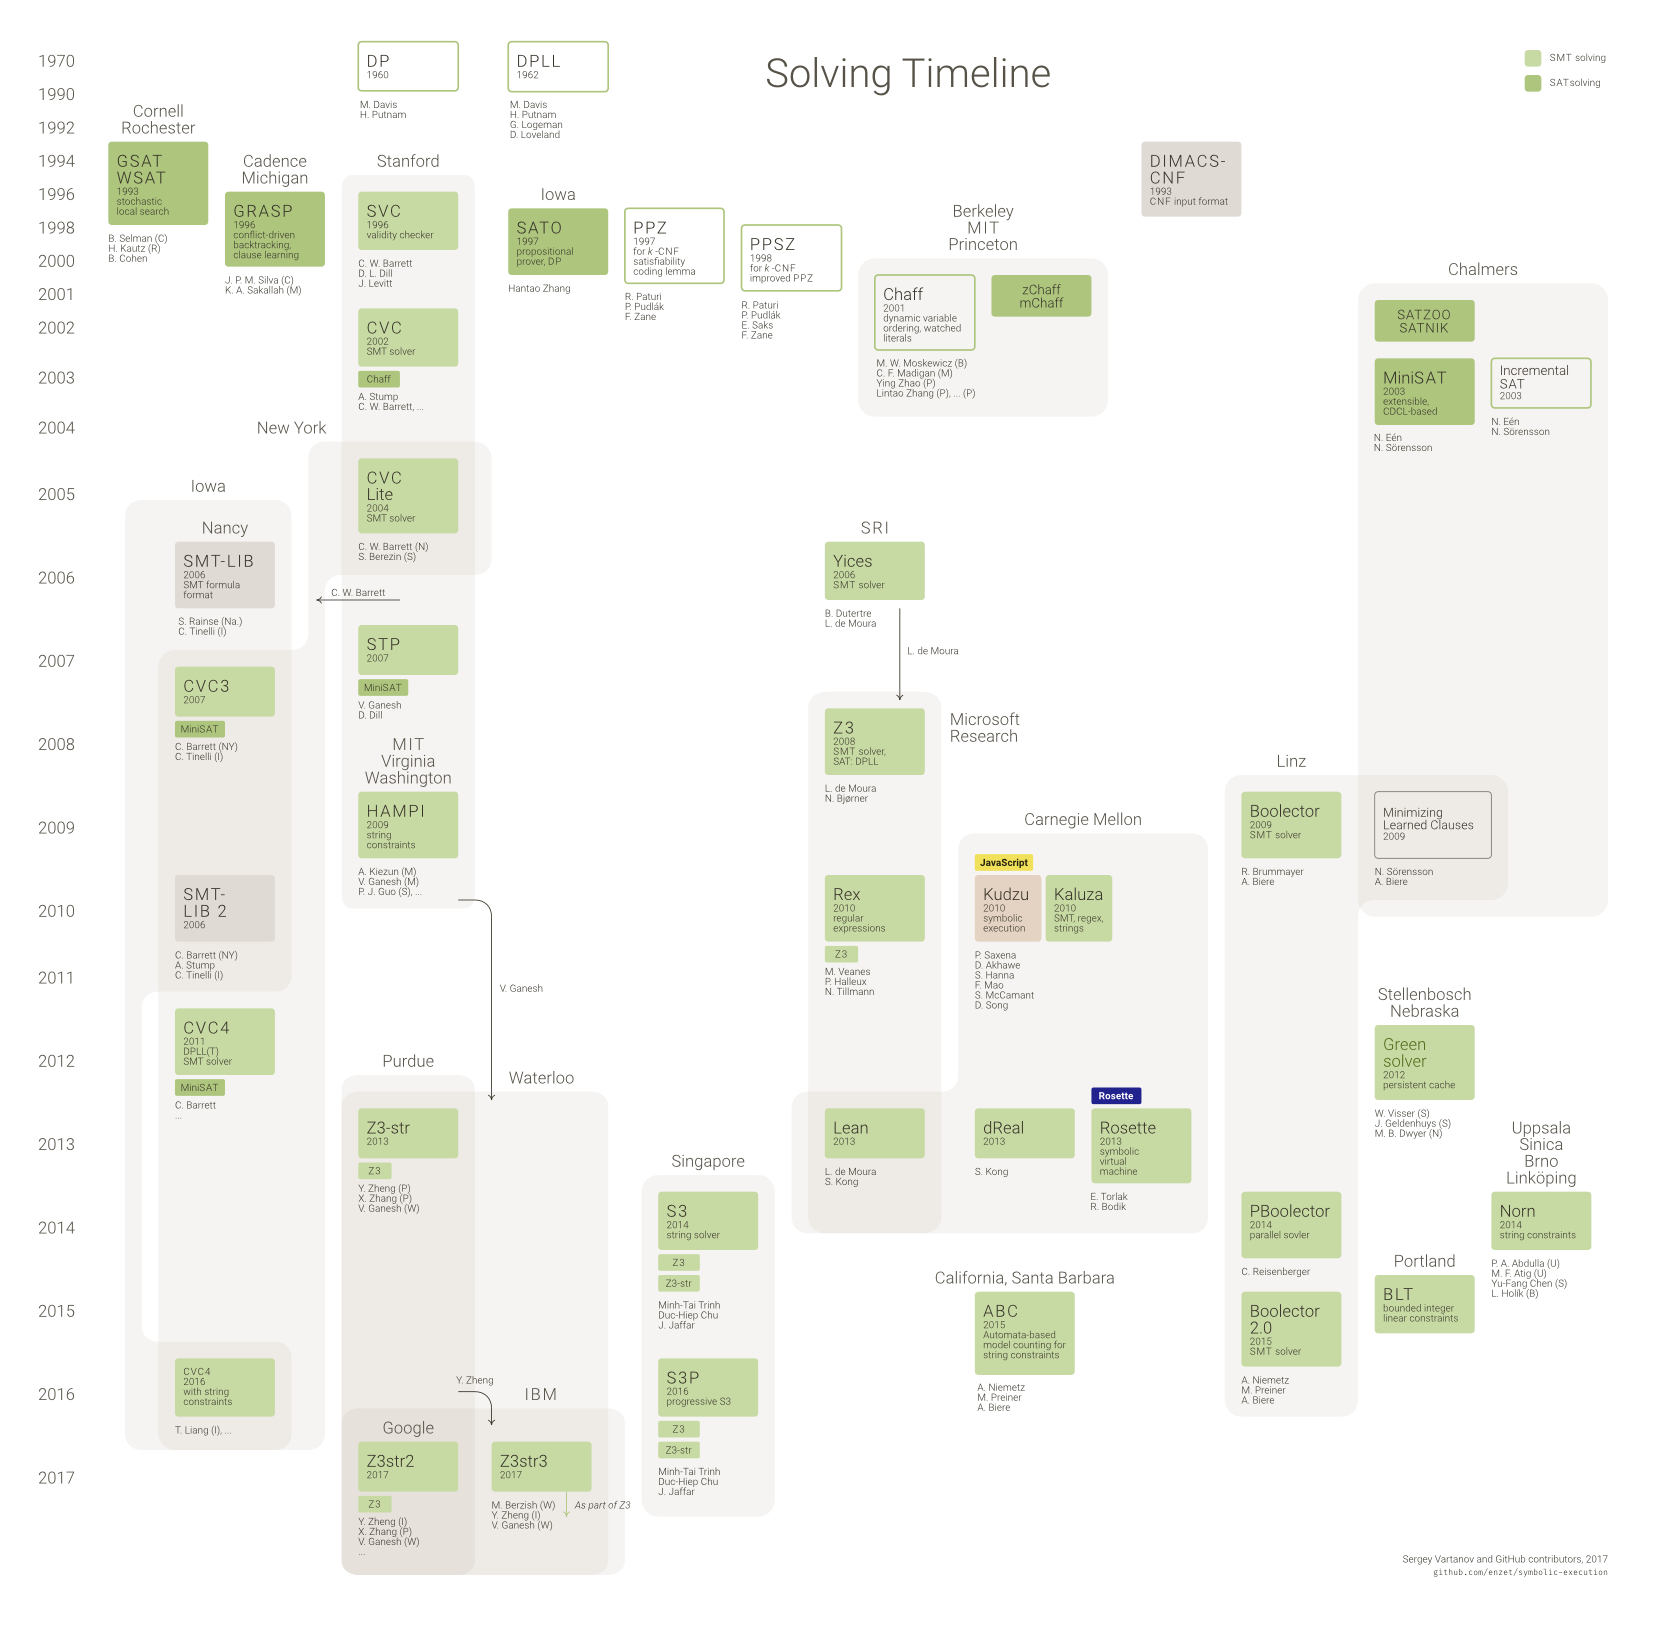 Solving Timeline
SMT solving
SATsolving
1970
1990
1992
1994
1996
1998
2000
2001
2002
2003
2004
2005
2006
2007
2008
2009
2010
2011
2012
2013
2014
2015
2016
2017
DP
1960
M. Davis
H. Putnam
DPLL
1962
M. Davis
H. Putnam
G. Logeman
D. Loveland
Cornell
Rochester
GSAT
WSAT
1993
stochastic
local search
B. Selman (C)
H. Kautz (R)
B. Cohen
Cadence
Michigan
GRASP
1996
conflict-driven
backtracking,
clause learning
J. P. M. Silva (C)
K. A. Sakallah (M)
Stanford
SVC
1996
validity checker
C. W. Barrett
D. L. Dill
J. Levitt
CVC
2002
SMT solver
Chaff
A. Stump
C. W. Barrett, ...
Iowa
SATO
1997
propositional
prover, DP
Hantao Zhang
PPZ
1997
for k -CNF
satisfiability
coding lemma
R. Paturi
P. Pudlák
F. Zane
PPSZ
1998
for k -CNF
improved PPZ
R. Paturi
P. Pudlák
E. Saks
F. Zane
Berkeley
MIT
Princeton
Chaff
2001
dynamic variable
ordering, watched
literals
M. W. Moskewicz (B)
C. F. Madigan (M)
Ying Zhao (P)
Lintao Zhang (P), ... (P)
zChaff
mChaff
DIMACS-
CNF
1993
CNF input format
Chalmers
SATZOO
SATNIK
MiniSAT
2003
extensible,
CDCL-based
N. Eén
N. Sörensson
Incremental
SAT
2003
N. Eén
N. Sörensson
New York
CVC
Lite
2004
SMT solver
C. W. Barrett (N)
S. Berezin (S)
C. W. Barrett
Iowa
Nancy
SMT-LIB
2006
SMT formula
format
S. Rainse (Na.)
C. Tinelli (I)
CVC3
2007
MiniSAT
C. Barrett (NY)
C. Tinelli (I)
SMT-
LIB 2
2006
C. Barrett (NY)
A. Stump
C. Tinelli (I)
CVC4
2011
DPLL(T)
SMT solver
MiniSAT
C. Barrett
...
CVC4
2016
with string
constraints
T. Liang (I), ...
STP
2007
MiniSAT
V. Ganesh
D. Dill
MIT
Virginia
Washington
HAMPI
2009
string
constraints
A. Kiezun (M)
V. Ganesh (M)
P. J. Guo (S), ...
V. Ganesh
Purdue
Waterloo
Z3-str
2013
Z3
Y. Zheng (P)
X. Zhang (P)
V. Ganesh (W)
Y. Zheng
IBM
Google
Z3str2
2017
Z3
Y. Zheng (I)
X. Zhang (P)
V. Ganesh (W)
...
Z3str3
2017
M. Berzish (W)
Y. Zheng (I)
V. Ganesh (W)
As part of Z3
Singapore
S3
2014
string solver
Z3
Z3-str
Minh-Tai Trinh
Duc-Hiep Chu
J. Jaffar
S3P
2016
progressive S3
Z3
Z3-str
Minh-Tai Trinh
Duc-Hiep Chu
J. Jaffar
SRI
Yices
2006
SMT solver
B. Dutertre
L. de Moura
L. de Moura
Microsoft
Research
Z3
2008
SMT solver,
SAT: DPLL
L. de Moura
N. Bjørner
Rex
2010
regular
expressions
Z3
M. Veanes
P. Halleux
N. Tillmann
Lean
2013
L. de Moura
S. Kong
Carnegie Mellon
JavaScript
Kudzu
2010
symbolic
execution
Kaluza
2010
SMT, regex,
strings
P. Saxena
D. Akhawe
S. Hanna
F. Mao
S. McCamant
D. Song
dReal
2013
S. Kong
Rosette
Rosette
2013
symbolic
virtual
machine
E. Torlak
R. Bodik
California, Santa Barbara
ABC
2015
Automata-based
model counting for
string constraints
A. Niemetz
M. Preiner
A. Biere
Linz
Boolector
2009
SMT solver
R. Brummayer
A. Biere
Minimizing
Learned Clauses
2009
N. Sörensson
A. Biere
PBoolector
2014
parallel sovler
C. Reisenberger
Boolector
2.0
2015
SMT solver
A. Niemetz
M. Preiner
A. Biere
Stellenbosch
Nebraska
Green
solver
2012
persistent cache
W. Visser (S)
J. Geldenhuys (S)
M. B. Dwyer (N)
Uppsala
Sinica
Brno
Linköping
Norn
2014
string constraints
P. A. Abdulla (U)
M. F. Atig (U)
Yu-Fang Chen (S)
L. Holík (B)
Portland
BLT
bounded integer
linear constraints
Sergey Vartanov and GitHub contributors, 2017
github.com/enzet/symbolic-execution